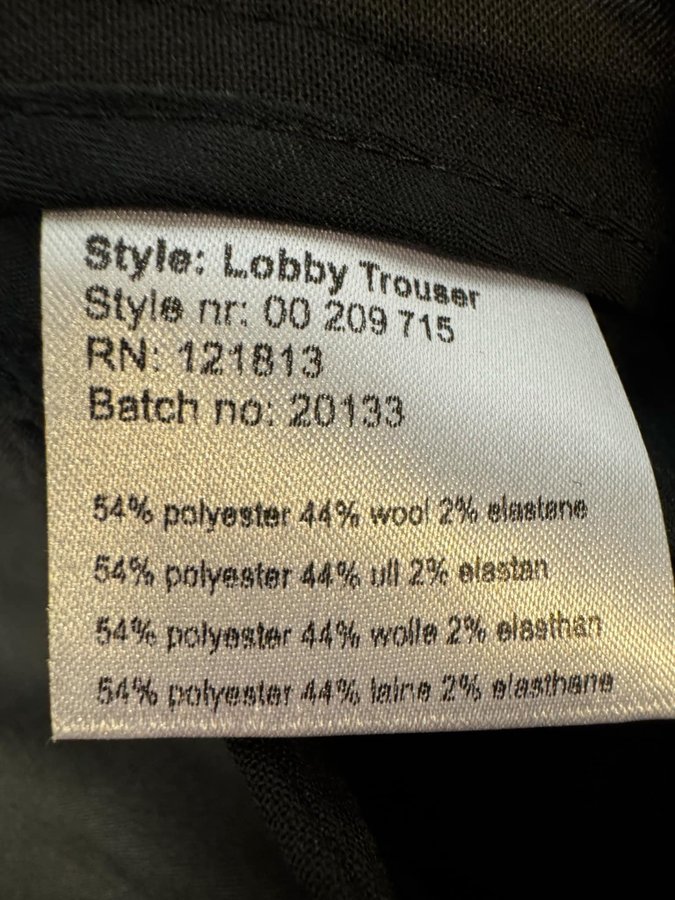 Style: Lobby Trouser
Style nr: 00 209 715
RN: 121813
Batch no: 20133
54% polyester 44% wool 2% elastane
54% polyester 44% ull 2% elastan
54% polyester 44% wolle 2% elasthan
54% polyester 44% laine 2% elasthane